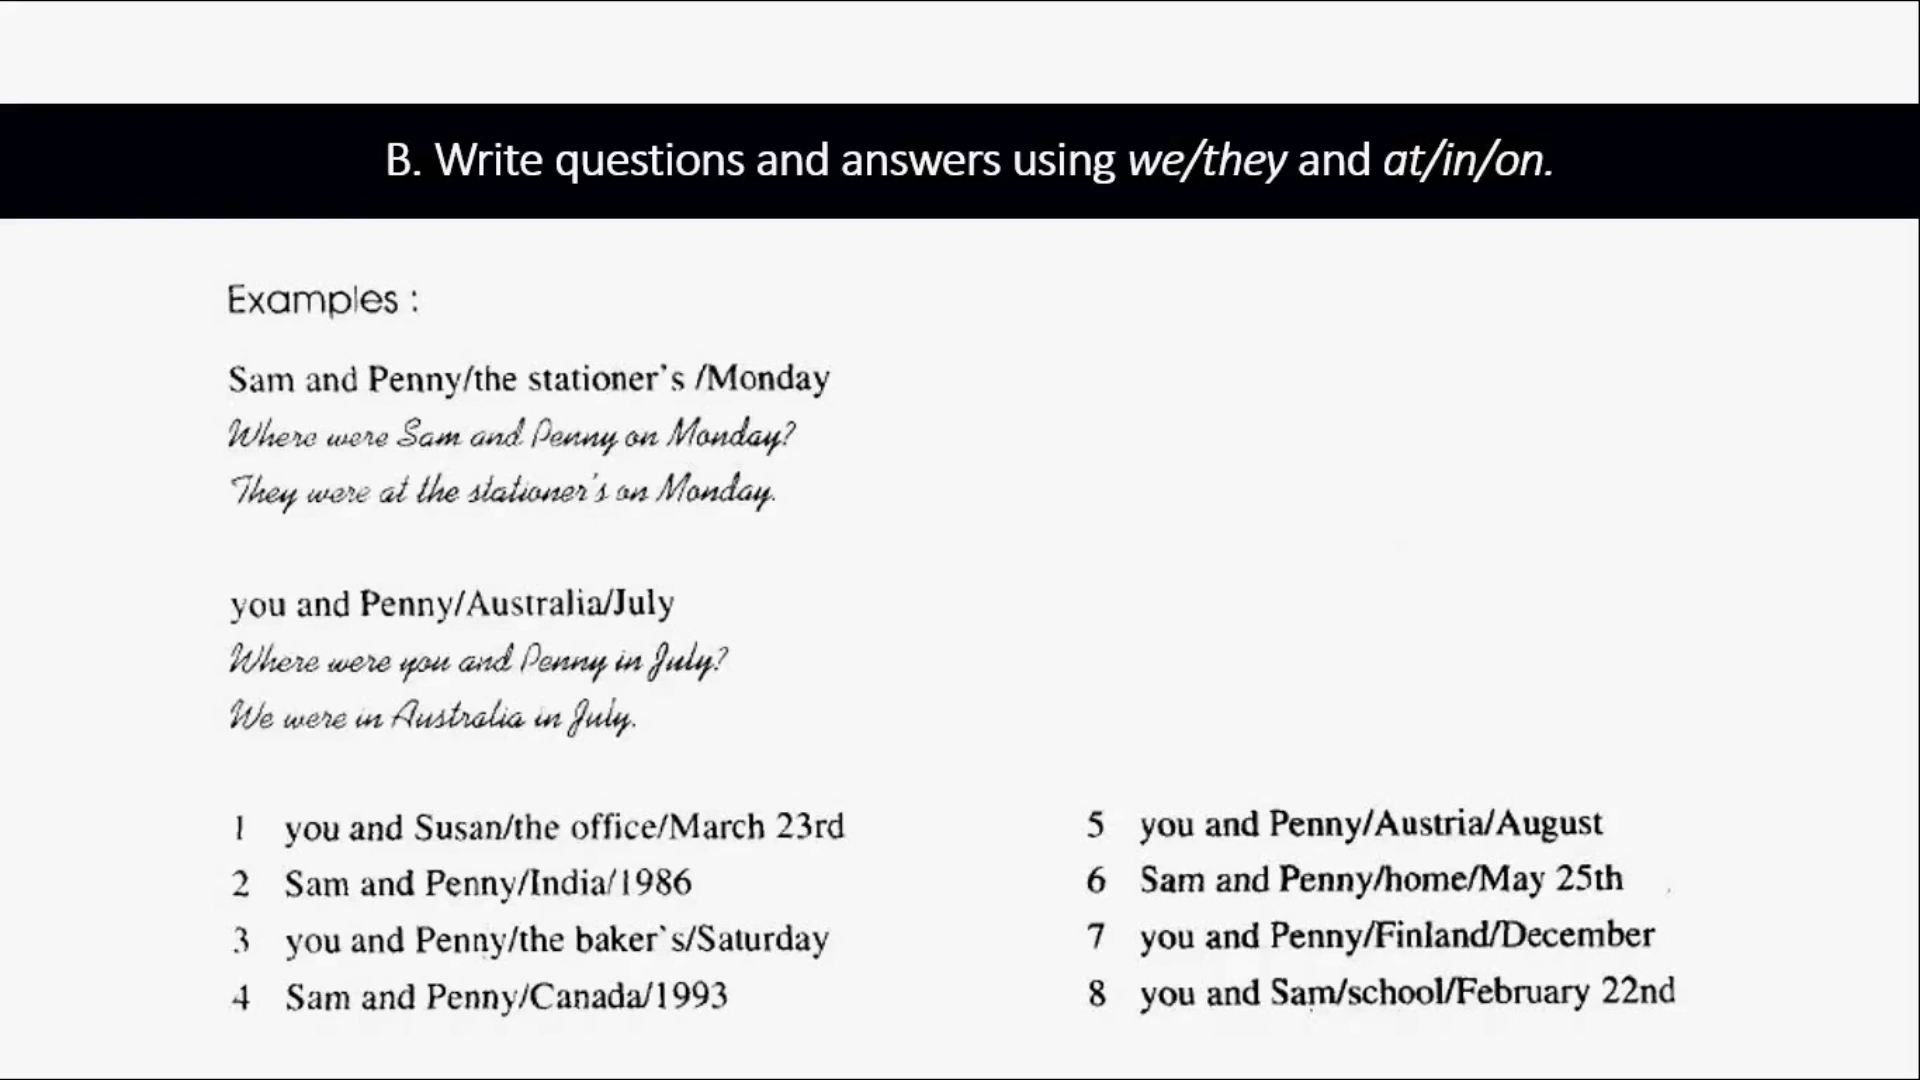 B. Write questions and answers using we/they and at/in/on.
Examples :
Sam and Penny/the stationer's /Monday
Where were Sam and Penny on Monday?
They were at the stationer's on Monday.
you and Penny/Australia/July
Where were you and Penny in July?
We were in Australia in July.
1 you and Susan/the office/March 23rd
2 Sam and Penny/India/1986
3 you and Penny/the baker's/Saturday
4 Sam and Penny/Canada/1993
5 you and Penny/Austria/August
6 Sam and Penny/home/May 25th
7 you and Penny/Finland/December
8 you and Sam/school/February 22nd